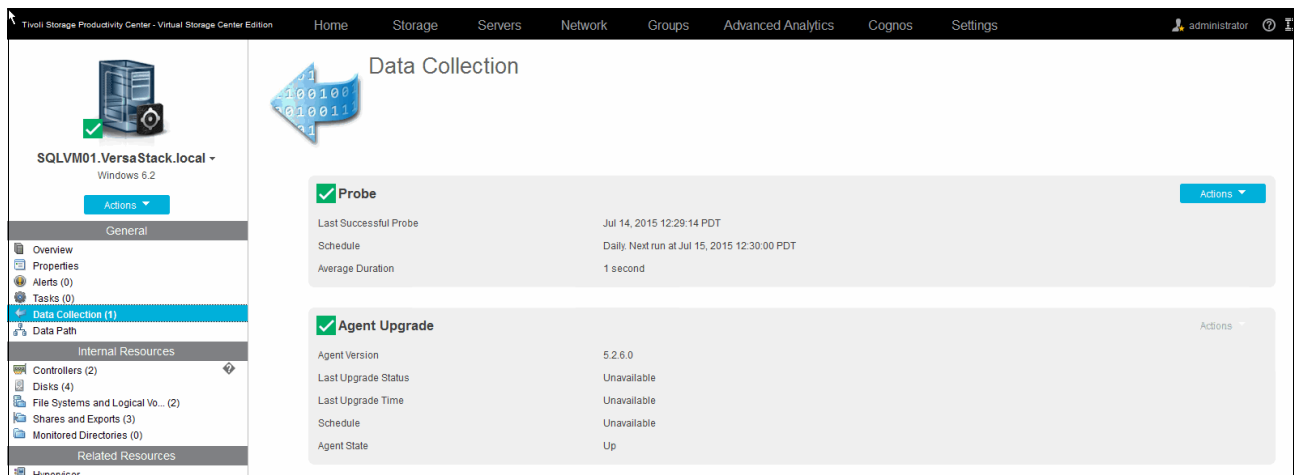 Tivoli Storage Productivity Center - Virtual Storage Center Edition Home Storage Servers Network Groups Advanced Analytics Cognos Settings administrator
Data Collection
SQLVM01.VersaStack.local
Windows 6.2
Actions
General
Overview
Properties
Alerts (0)
Tasks (0)
Data Collection (1)
Data Path
Internal Resources
Controllers (2)
Disks (4)
File Systems and Logical Vo... (2)
Shares and Exports (3)
Monitored Directories (0)
Related Resources
Hypervisor
Probe Actions
Last Successful Probe Jul 14, 2015 12:29:14 PDT
Schedule Daily. Next run at Jul 15, 2015 12:30:00 PDT
Average Duration 1 second
Agent Upgrade Actions
Agent Version 5.2.6.0
Last Upgrade Status Unavailable
Last Upgrade Time Unavailable
Schedule Unavailable
Agent State Up